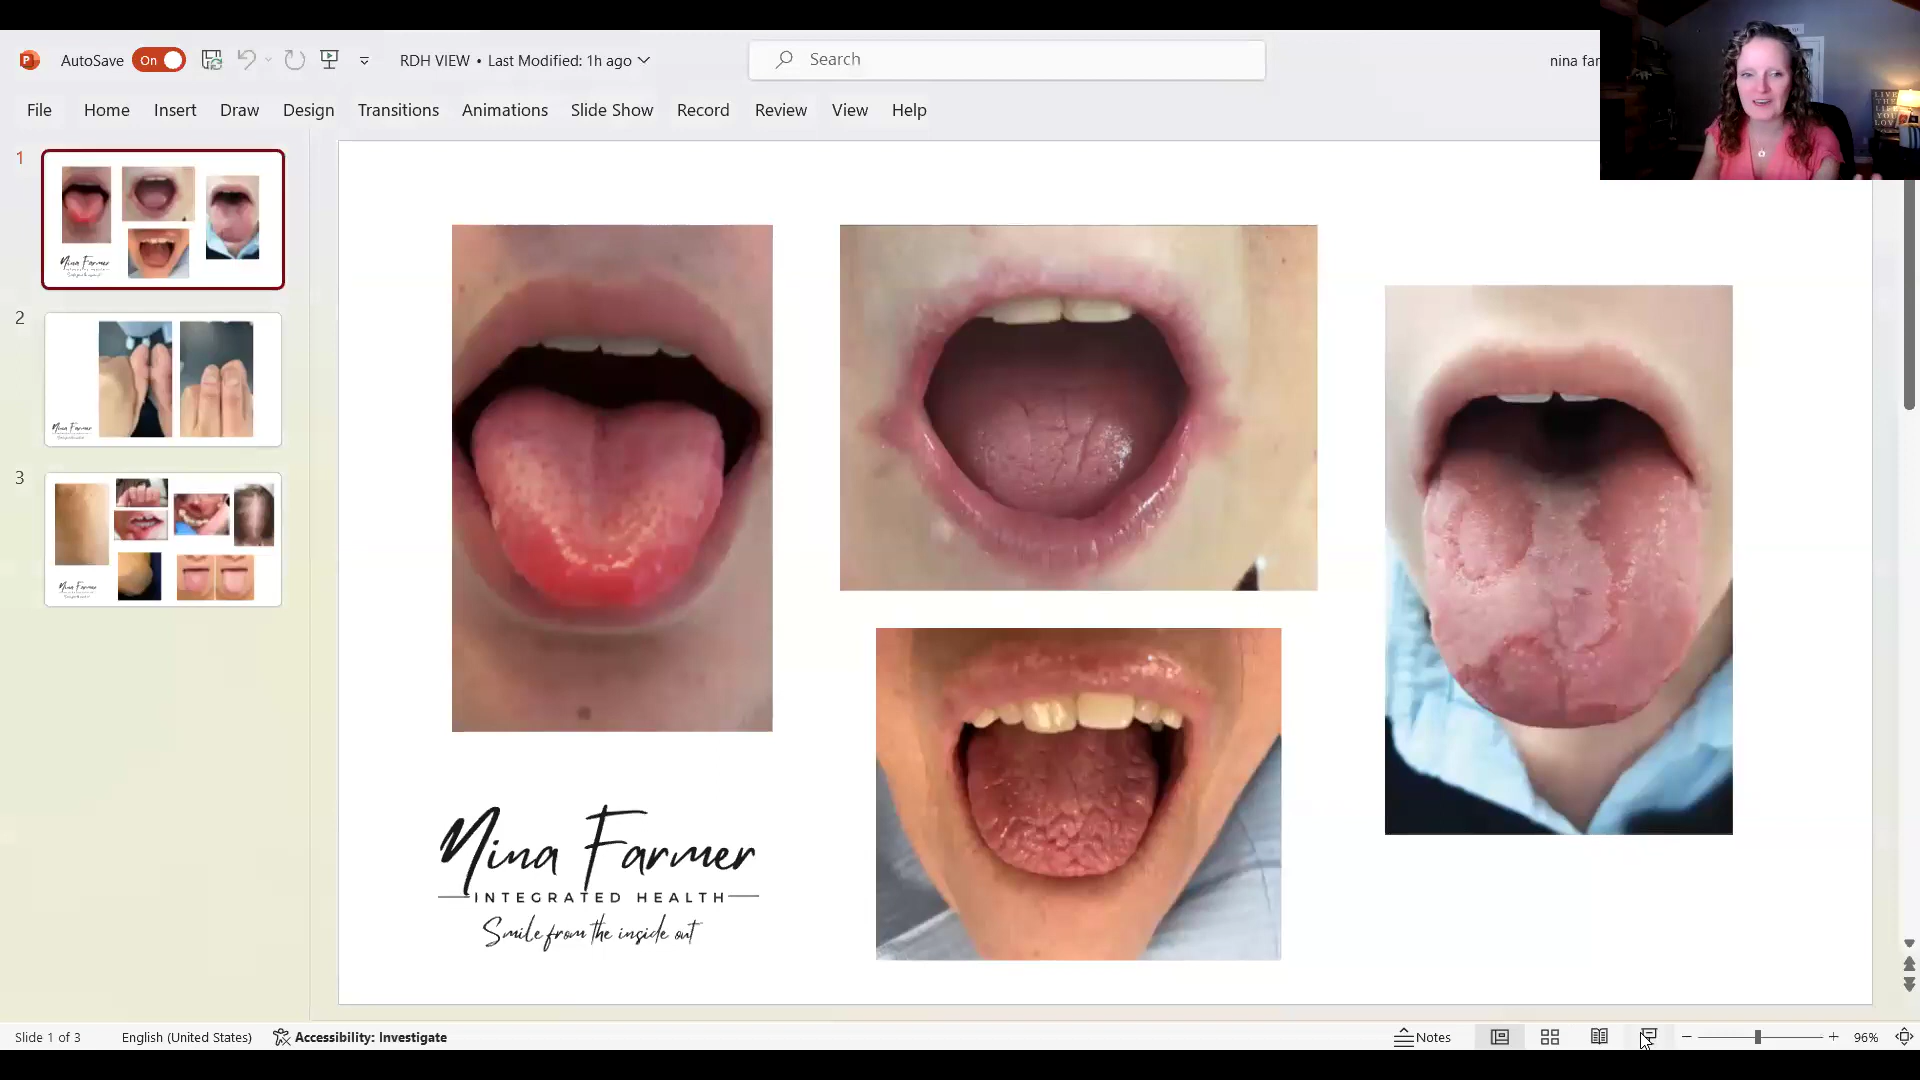 AutoSave On RDH VIEW • Last Modified: 1h ago Search nina far
File Home Insert Draw Design Transitions Animations Slide Show Record Review View Help
1
2
3
Nina Farmer
INTEGRATED HEALTH
Smile from the inside out
Slide 1 of 3 English (United States) Accessibility: Investigate Notes 96%